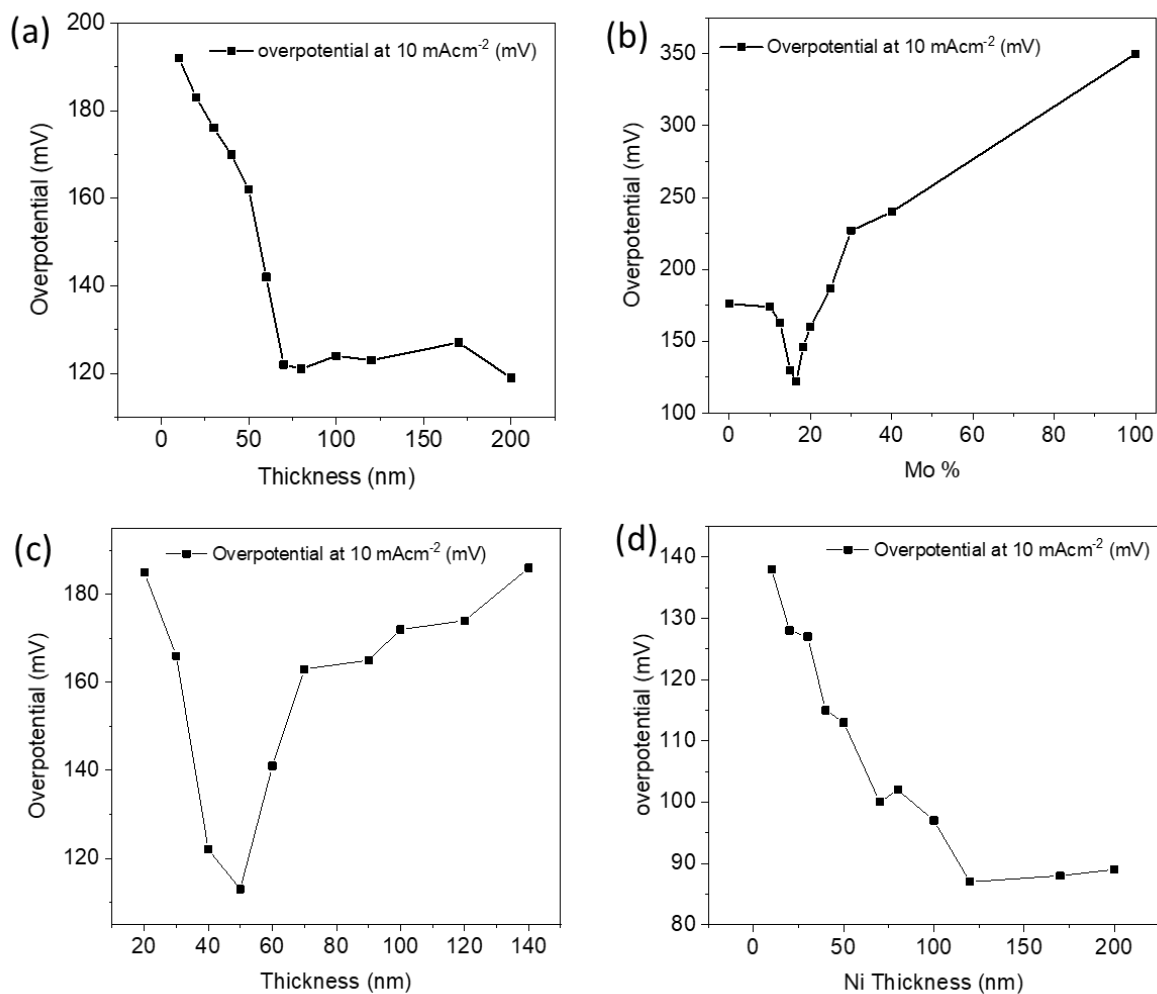 (a)
overpotential at 10 mAcm⁻² (mV)
200
180
160
140
120
Overpotential (mV)
0 50 100 150 200
Thickness (nm)
(b)
Overpotential at 10 mAcm⁻² (mV)
350
300
250
200
150
100
Overpotential (mV)
0 20 40 60 80 100
Mo %
(c)
Overpotential at 10 mAcm⁻² (mV)
180
160
140
120
Overpotential (mV)
20 40 60 80 100 120 140
Thickness (nm)
(d)
Overpotential at 10 mAcm⁻² (mV)
140
130
120
110
100
90
80
overpotential (mV)
0 50 100 150 200
Ni Thickness (nm)